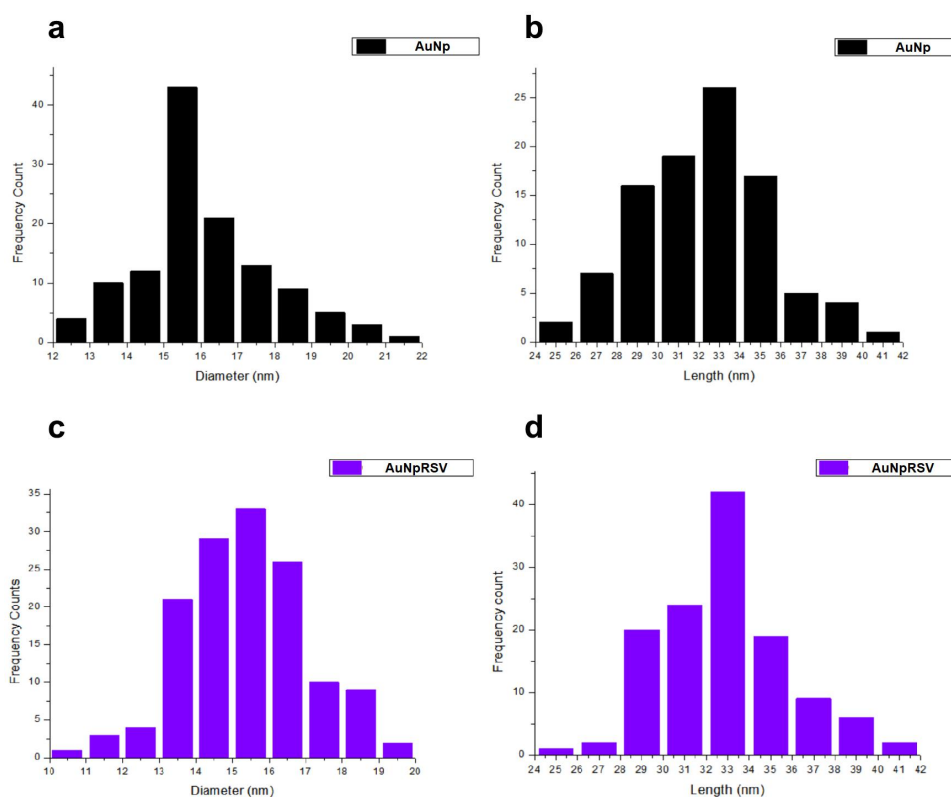 a
AuNp
Frequency Count
40
30
20
10
0
12 13 14 15 16 17 18 19 20 21 22
Diameter (nm)
b
AuNp
Frequency Count
25
20
15
10
5
0
24 25 26 27 28 29 30 31 32 33 34 35 36 37 38 39 40 41 42
Length (nm)
c
AuNpRSV
Frequency Counts
35
30
25
20
15
10
5
0
10 11 12 13 14 15 16 17 18 19 20
Diameter (nm)
d
AuNpRSV
Frequency count
40
30
20
10
0
24 25 26 27 28 29 30 31 32 33 34 35 36 37 38 39 40 41 42
Length (nm)